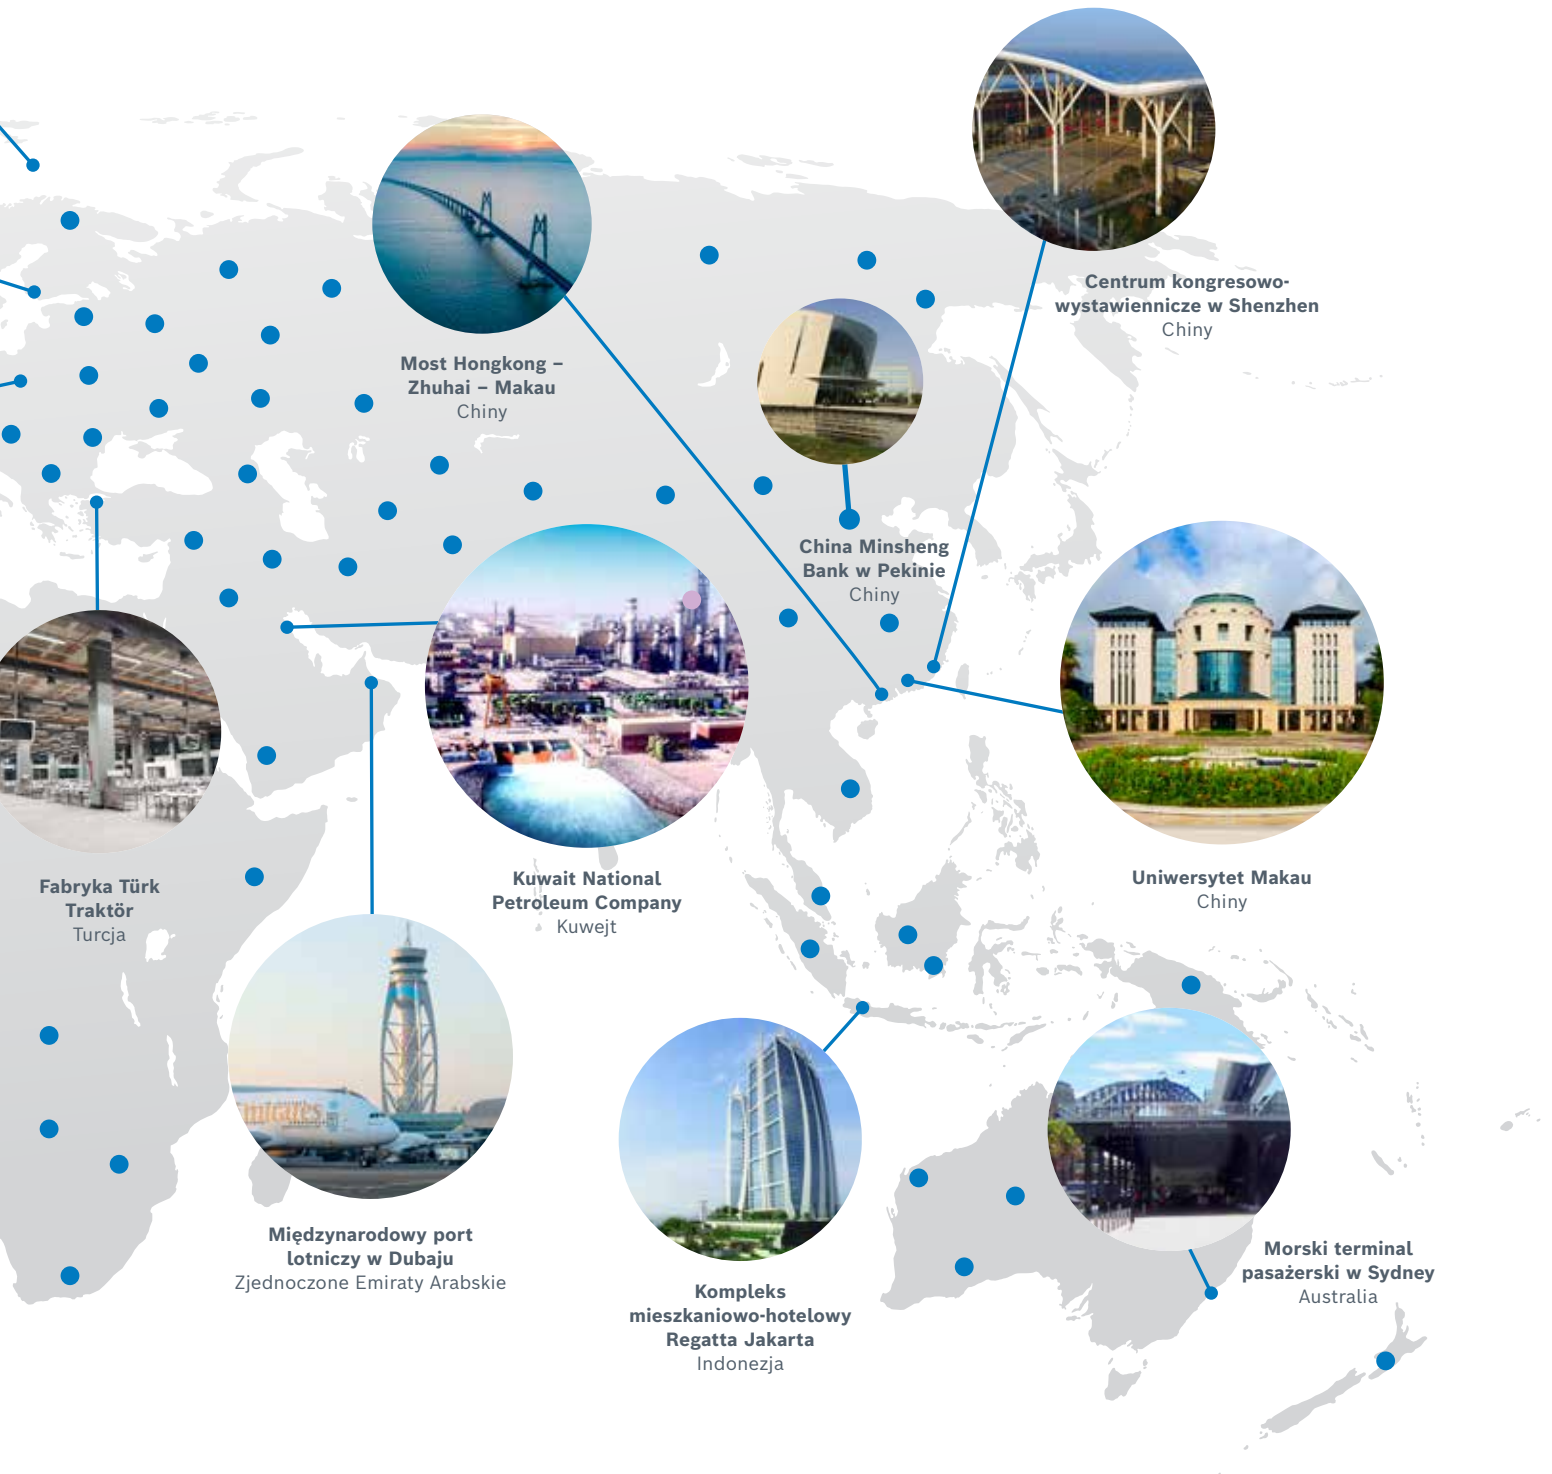 Centrum kongresowo-
wystawiennicze w Shenzhen
Chiny
Most Hongkong –
Zhuhai – Makau
Chiny
China Minsheng
Bank w Pekinie
Chiny
Uniwersytet Makau
Chiny
Kuwait National
Petroleum Company
Kuwejt
Fabryka Türk
Traktör
Turcja
Emirates
Międzynarodowy port
lotniczy w Dubaju
Zjednoczone Emiraty Arabskie
Kompleks
mieszkaniowo-hotelowy
Regatta Jakarta
Indonezja
Morski terminal
pasażerski w Sydney
Australia